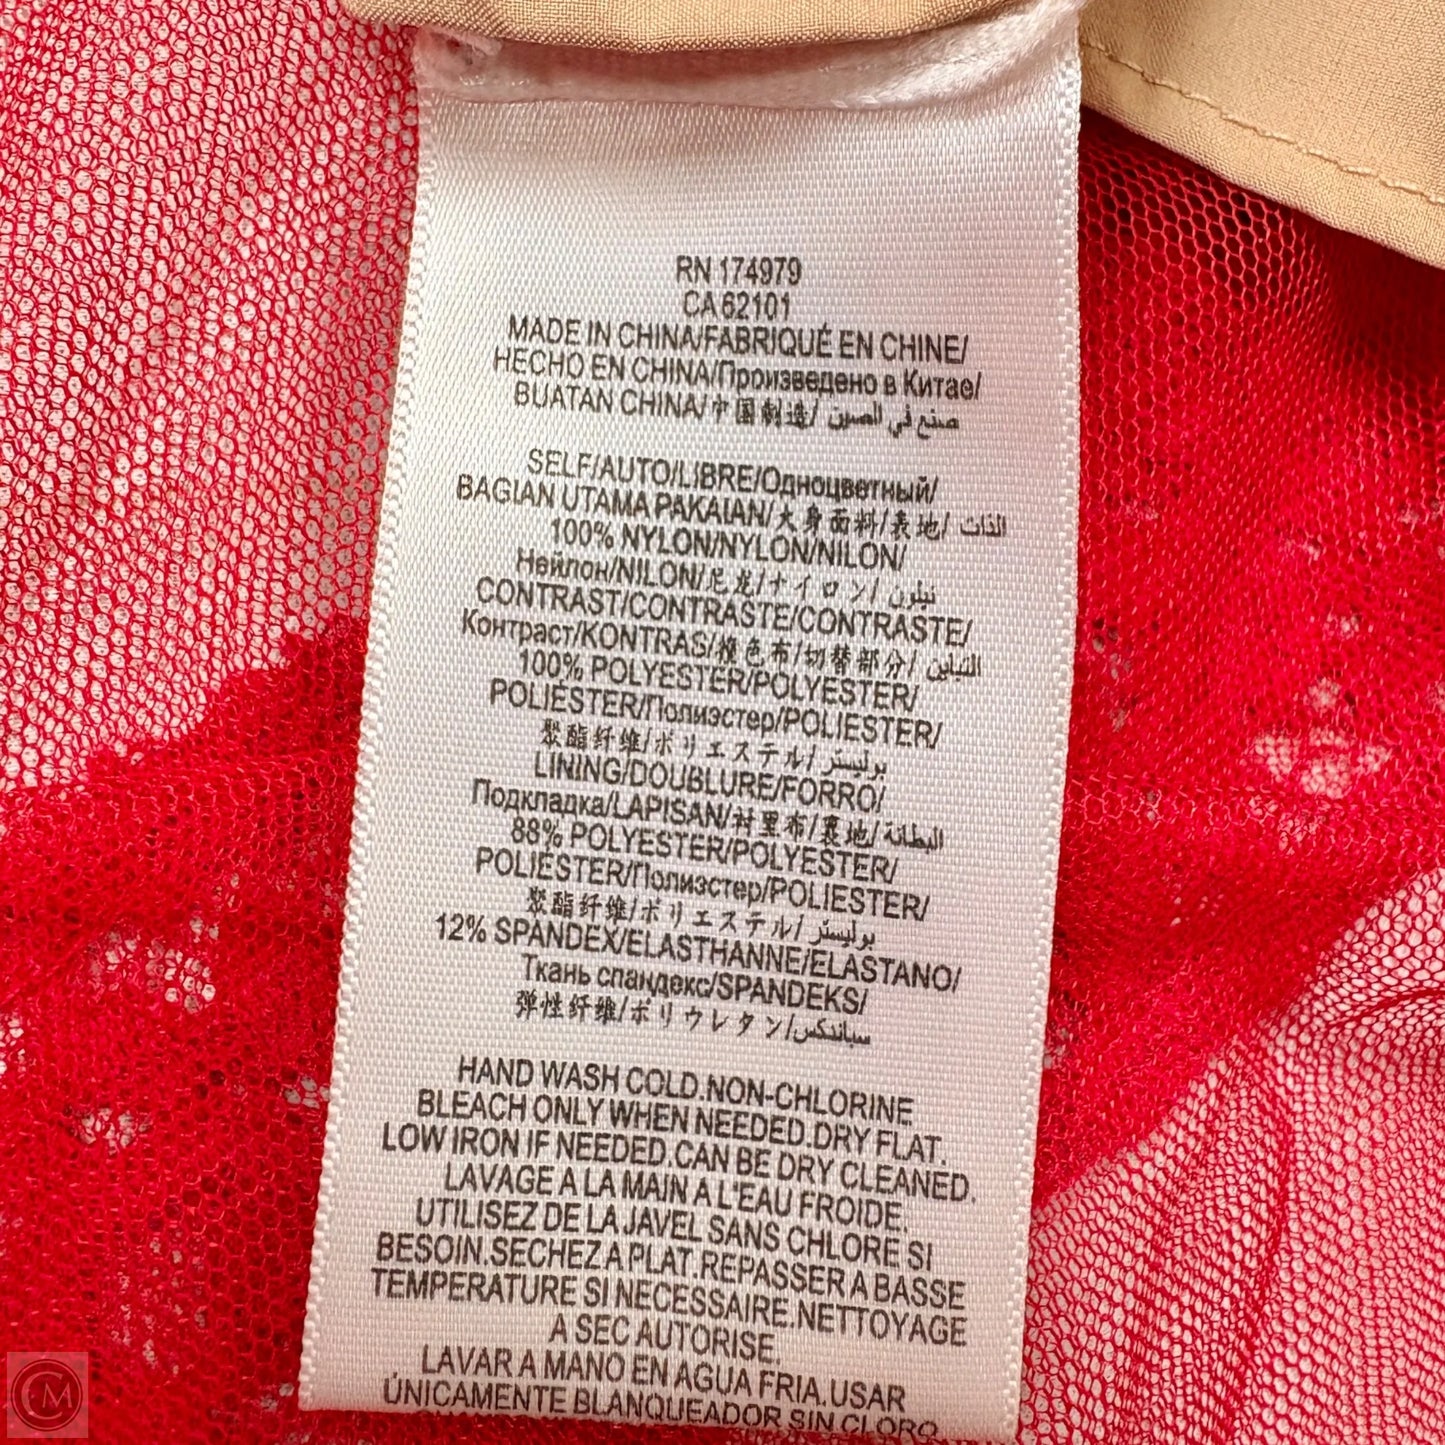 RN 174979
CA 62101
MADE IN CHINA/FABRIQUÉ EN CHINE/
HECHO EN CHINA/Произведено в Китае/
BUATAN CHINA/中国制造/ صنع في الصين
SELF/AUTO/LIBRE/Одноцветный/
BAGIAN UTAMA PAKAIAN/大身面料/表地/ الذات
100% NYLON/NYLON/NILON/
Нейлон/NILON/尼龙/ナイロン/ نيلون
CONTRAST/CONTRASTE/CONTRASTE/
Контраст/KONTRAS/撞色布/切替部分/ التباين
100% POLYESTER/POLYESTER/
POLIÉSTER/Полиэстер/POLIESTER/
聚酯纤维/ポリエステル/ بوليستر
LINING/DOUBLURE/FORRO/
Подкладка/LAPISAN/衬里布/裏地/ البطانة
88% POLYESTER/POLYESTER/
POLIÉSTER/Полиэстер/POLIESTER/
聚酯纤维/ポリエステル/ بوليستر
12% SPANDEX/ELASTHANNE/ELASTANO/
Ткань спандекс/SPANDEKS/
弹性纤维/ポリウレタン/ سباندكس
HAND WASH COLD.NON-CHLORINE
BLEACH ONLY WHEN NEEDED.DRY FLAT.
LOW IRON IF NEEDED.CAN BE DRY CLEANED.
LAVAGE A LA MAIN A L'EAU FROIDE.
UTILISEZ DE LA JAVEL SANS CHLORE SI
BESOIN.SECHEZ A PLAT.REPASSER A BASSE
TEMPERATURE SI NECESSAIRE.NETTOYAGE
A SEC AUTORISE.
LAVAR A MANO EN AGUA FRIA.USAR
ÚNICAMENTE BLANQUEADOR SIN CLORO
CM